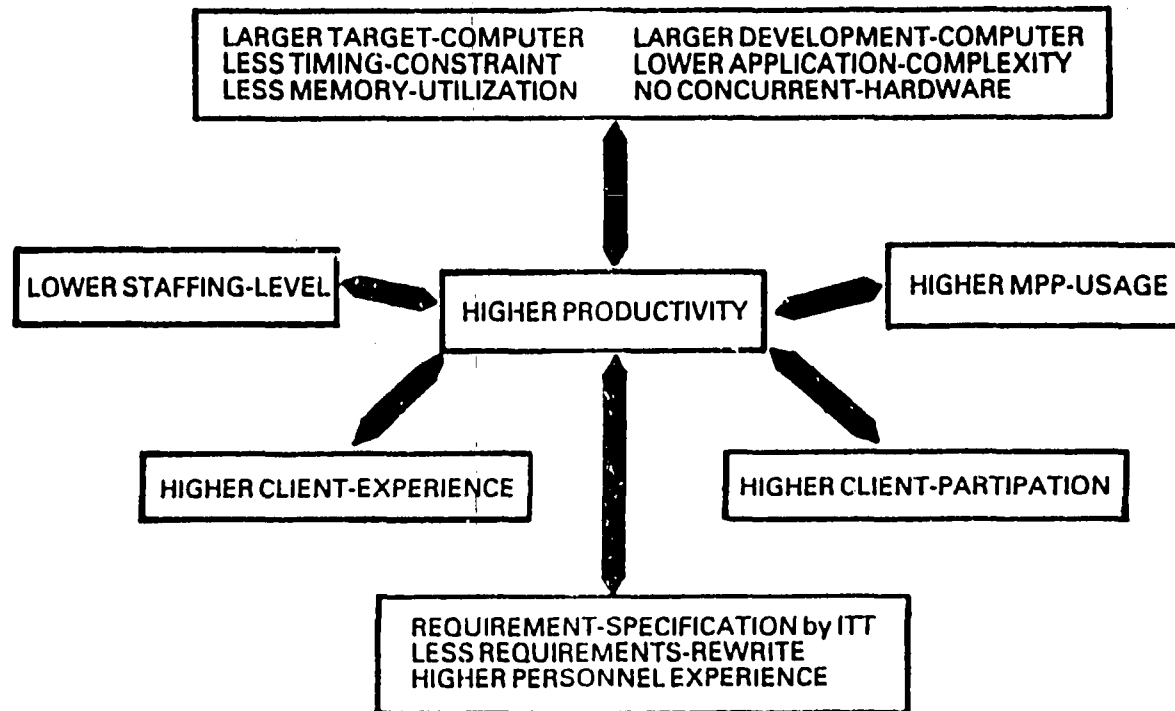 LARGER TARGET-COMPUTER
LESS TIMING-CONSTRAINT
LESS MEMORY-UTILIZATION
LARGER DEVELOPMENT-COMPUTER
LOWER APPLICATION-COMPLEXITY
NO CONCURRENT-HARDWARE
LOWER STAFFING-LEVEL
HIGHER PRODUCTIVITY
HIGHER MPP-USAGE
HIGHER CLIENT-EXPERIENCE
HIGHER CLIENT-PARTIPATION
REQUIREMENT-SPECIFICATION by ITT
LESS REQUIREMENTS-REWRITE
HIGHER PERSONNEL EXPERIENCE